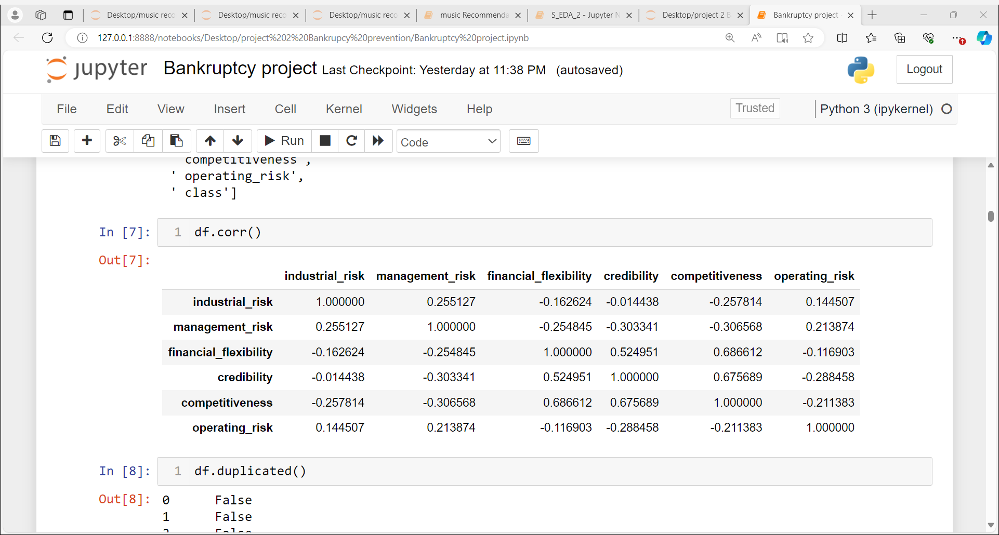 Desktop/music reco
Desktop/music reco
Desktop/music reco
music Recommenda
S_EDA_2 - Jupyter N
Desktop/project 2 B
Bankruptcy project
127.0.0.1:8888/notebooks/Desktop/project%202%20Bankrupcy%20prevention/Bankruptcy%20project.ipynb
jupyter Bankruptcy project Last Checkpoint: Yesterday at 11:38 PM (autosaved)
Logout
File Edit View Insert Cell Kernel Widgets Help Trusted Python 3 (ipykernel)
Run Code
competitiveness',
' operating_risk',
' class']
In [7]: 1 df.corr()
Out[7]:
industrial_risk management_risk financial_flexibility credibility competitiveness operating_risk
industrial_risk 1.000000 0.255127 -0.162624 -0.014438 -0.257814 0.144507
management_risk 0.255127 1.000000 -0.254845 -0.303341 -0.306568 0.213874
financial_flexibility -0.162624 -0.254845 1.000000 0.524951 0.686612 -0.116903
credibility -0.014438 -0.303341 0.524951 1.000000 0.675689 -0.288458
competitiveness -0.257814 -0.306568 0.686612 0.675689 1.000000 -0.211383
operating_risk 0.144507 0.213874 -0.116903 -0.288458 -0.211383 1.000000
In [8]: 1 df.duplicated()
Out[8]: 0 False
1 False
2 False